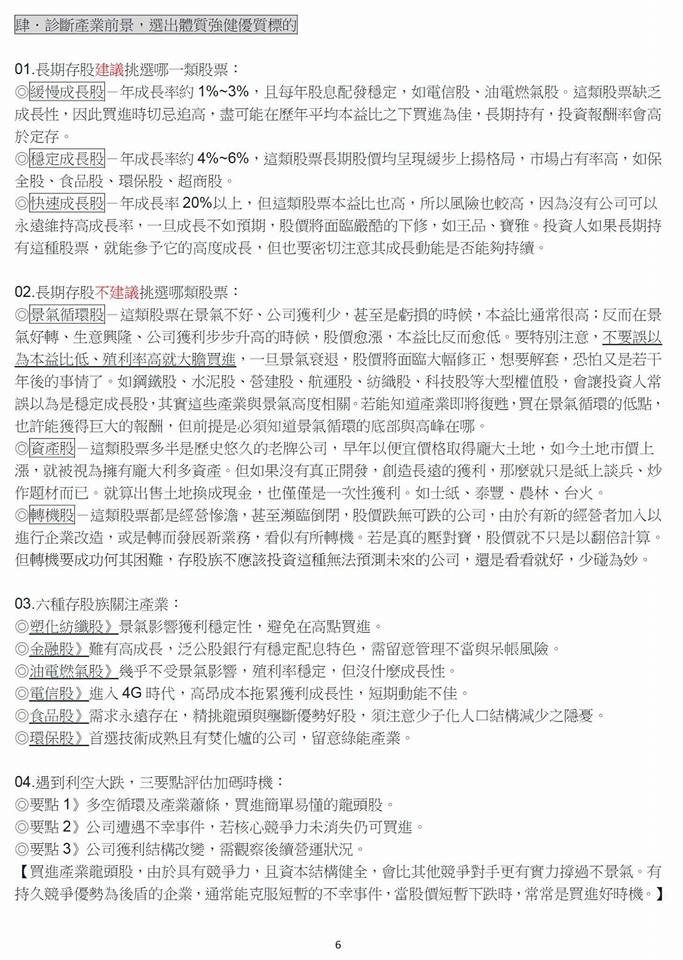 肆．診斷產業前景，選出體質強健優質標的
01.長期存股建議挑選哪一類股票：
◎緩慢成長股－年成長率約 1%~3%，且每年股息配發穩定，如電信股、油電燃氣股。這類股票缺乏
成長性，因此買進時切忌追高，盡可能在歷年平均本益比之下買進為佳，長期持有，投資報酬率會高
於定存。
◎穩定成長股－年成長率約 4%~6%，這類股票長期股價均呈現緩步上揚格局，市場占有率高，如保
全股、食品股、環保股、超商股。
◎快速成長股－年成長率 20%以上，但這類股票本益比也高，所以風險也較高，因為沒有公司可以
永遠維持高成長率，一旦成長不如預期，股價將面臨嚴酷的下修，如王品、寶雅。投資人如果長期持
有這種股票，就能參予它的高度成長，但也要密切注意其成長動能是否能夠持續。
02.長期存股不建議挑選哪類股票：
◎景氣循環股－這類股票在景氣不好、公司獲利少，甚至是虧損的時候，本益比通常很高；反而在景
氣好轉、生意興隆、公司獲利步步升高的時候，股價愈漲，本益比反而愈低。要特別注意，不要誤以
為本益比低、殖利率高就大膽買進，一旦景氣衰退，股價將面臨大幅修正，想要解套，恐怕又是若干
年後的事情了。如鋼鐵股、水泥股、營建股、航運股、紡織股、科技股等大型權值股，會讓投資人常
誤以為是穩定成長股，其實這些產業與景氣高度相關。若能知道產業即將復甦，買在景氣循環的低點，
也許能獲得巨大的報酬，但前提是必須知道景氣循環的底部與高峰在哪。
◎資產股－這類股票多半是歷史悠久的老牌公司，早年以便宜價格取得龐大土地，如今土地市價上
漲，就被視為擁有龐大利多資產。但如果沒有真正開發，創造長遠的獲利，那麼就只是紙上談兵、炒
作題材而已。就算出售土地換成現金，也僅僅是一次性獲利。如士紙、泰豐、農林、台火。
◎轉機股－這類股票都是經營慘澹，甚至瀕臨倒閉，股價跌無可跌的公司，由於有新的經營者加入以
進行企業改造，或是轉而發展新業務，看似有所轉機。若是真的壓對寶，股價就不只是以翻倍計算。
但轉機要成功何其困難，存股族不應該投資這種無法預測未來的公司，還是看看就好，少碰為妙。
03.六種存股族關注產業：
◎塑化紡纖股》景氣影響獲利穩定性，避免在高點買進。
◎金融股》難有高成長，泛公股銀行有穩定配息特色，需留意管理不當與呆帳風險。
◎油電燃氣股》幾乎不受景氣影響，殖利率穩定，但沒什麼成長性。
◎電信股》進入 4G 時代，高昂成本拖累獲利成長性，短期動能不佳。
◎食品股》需求永遠存在，精挑龍頭與壟斷優勢好股，須注意少子化人口結構減少之隱憂。
◎環保股》首選技術成熟且有焚化爐的公司，留意綠能產業。
04.遇到利空大跌，三要點評估加碼時機：
◎要點 1》多空循環及產業蕭條，買進簡單易懂的龍頭股。
◎要點 2》公司遭遇不幸事件，若核心競爭力未消失仍可買進。
◎要點 3》公司獲利結構改變，需觀察後續營運狀況。
【買進產業龍頭股，由於具有競爭力，且資本結構健全，會比其他競爭對手更有實力撐過不景氣。有
持久競爭優勢為後盾的企業，通常能克服短暫的不幸事件，當股價短暫下跌時，常常是買進好時機。】
6